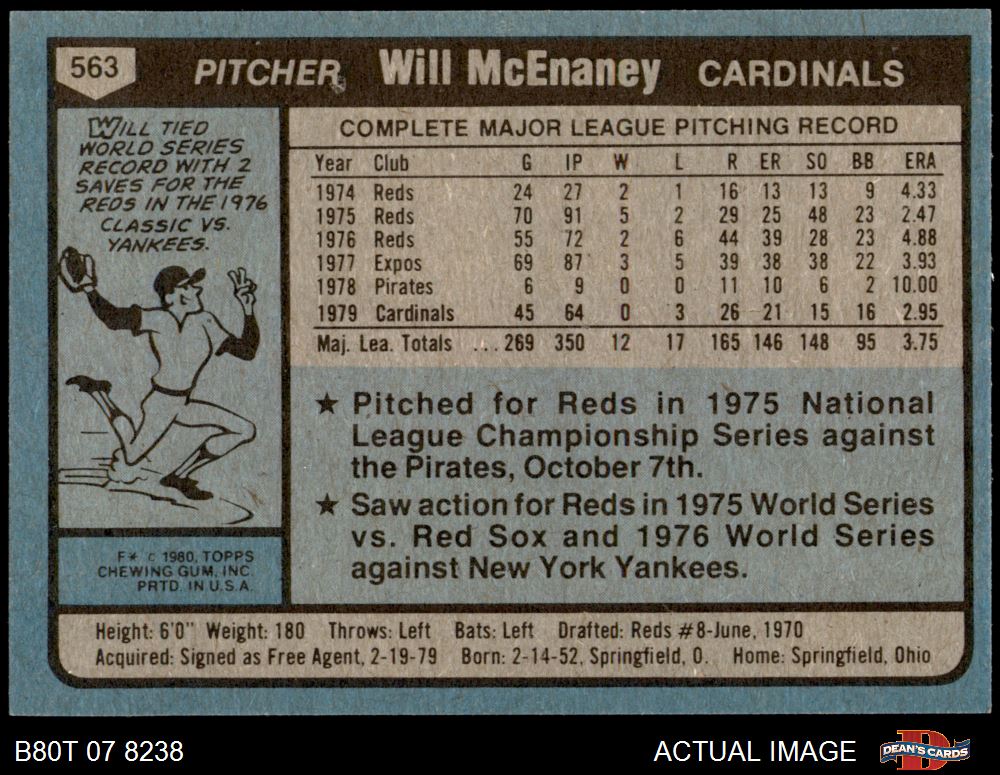 563 PITCHER Will McEnaney CARDINALS
WILL TIED
WORLD SERIES
RECORD WITH 2
SAVES FOR THE
REDS IN THE 1976
CLASSIC VS.
YANKEES.
F* © 1980, TOPPS
CHEWING GUM, INC.
PRTD. IN U.S.A.
COMPLETE MAJOR LEAGUE PITCHING RECORD
Year Club G IP W L R ER SO BB ERA
1974 Reds 24 27 2 1 16 13 13 9 4.33
1975 Reds 70 91 5 2 29 25 48 23 2.47
1976 Reds 55 72 2 6 44 39 28 23 4.88
1977 Expos 69 87 3 5 39 38 38 22 3.93
1978 Pirates 6 9 0 0 11 10 6 2 10.00
1979 Cardinals 45 64 0 3 26 21 15 16 2.95
Maj. Lea. Totals ...269 350 12 17 165 146 148 95 3.75
★ Pitched for Reds in 1975 National
League Championship Series against
the Pirates, October 7th.
★ Saw action for Reds in 1975 World Series
vs. Red Sox and 1976 World Series
against New York Yankees.
Height: 6'0" Weight: 180 Throws: Left Bats: Left Drafted: Reds #8-June, 1970
Acquired: Signed as Free Agent, 2-19-79 Born: 2-14-52, Springfield, O. Home: Springfield, Ohio
B80T 07 8238 ACTUAL IMAGE DEAN'S CARDS